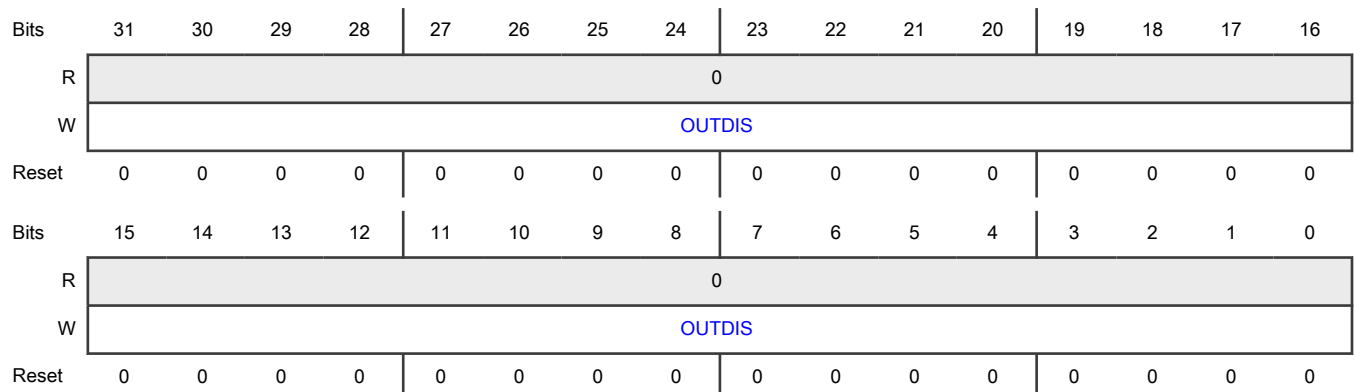 Bits 31 30 29 28 27 26 25 24 23 22 21 20 19 18 17 16
R 0
W OUTDIS
Reset 0 0 0 0 0 0 0 0 0 0 0 0 0 0 0 0
Bits 15 14 13 12 11 10 9 8 7 6 5 4 3 2 1 0
R 0
W OUTDIS
Reset 0 0 0 0 0 0 0 0 0 0 0 0 0 0 0 0